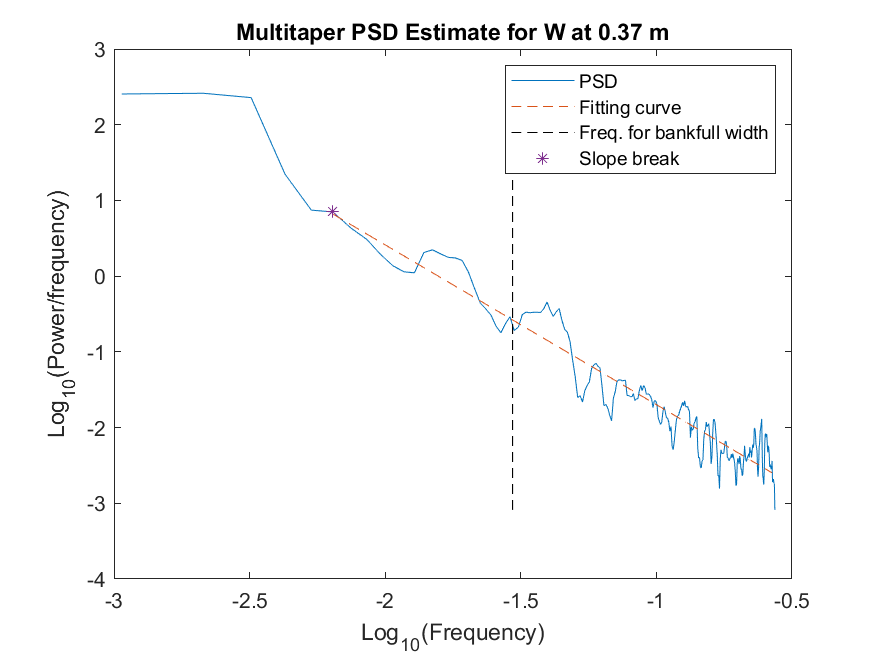 Multitaper PSD Estimate for W at 0.37 m
3
2
1
0
-1
-2
-3
-4
Log10(Power/frequency)
PSD
Fitting curve
Freq. for bankfull width
Slope break
-3
-2.5
-2
-1.5
-1
-0.5
Log10(Frequency)